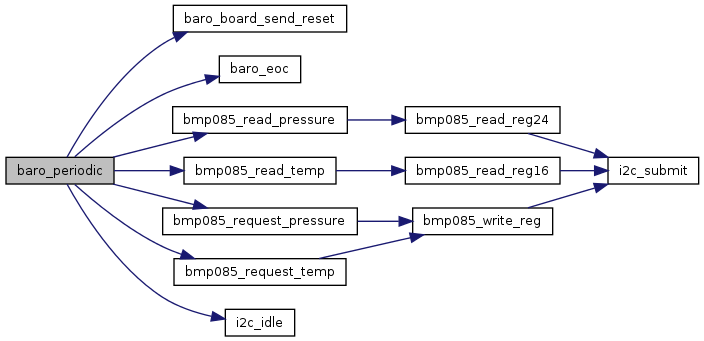 baro_board_send_reset
baro_eoc
bmp085_read_pressure
bmp085_read_reg24
baro_periodic
bmp085_read_temp
bmp085_read_reg16
i2c_submit
bmp085_request_pressure
bmp085_write_reg
bmp085_request_temp
i2c_idle